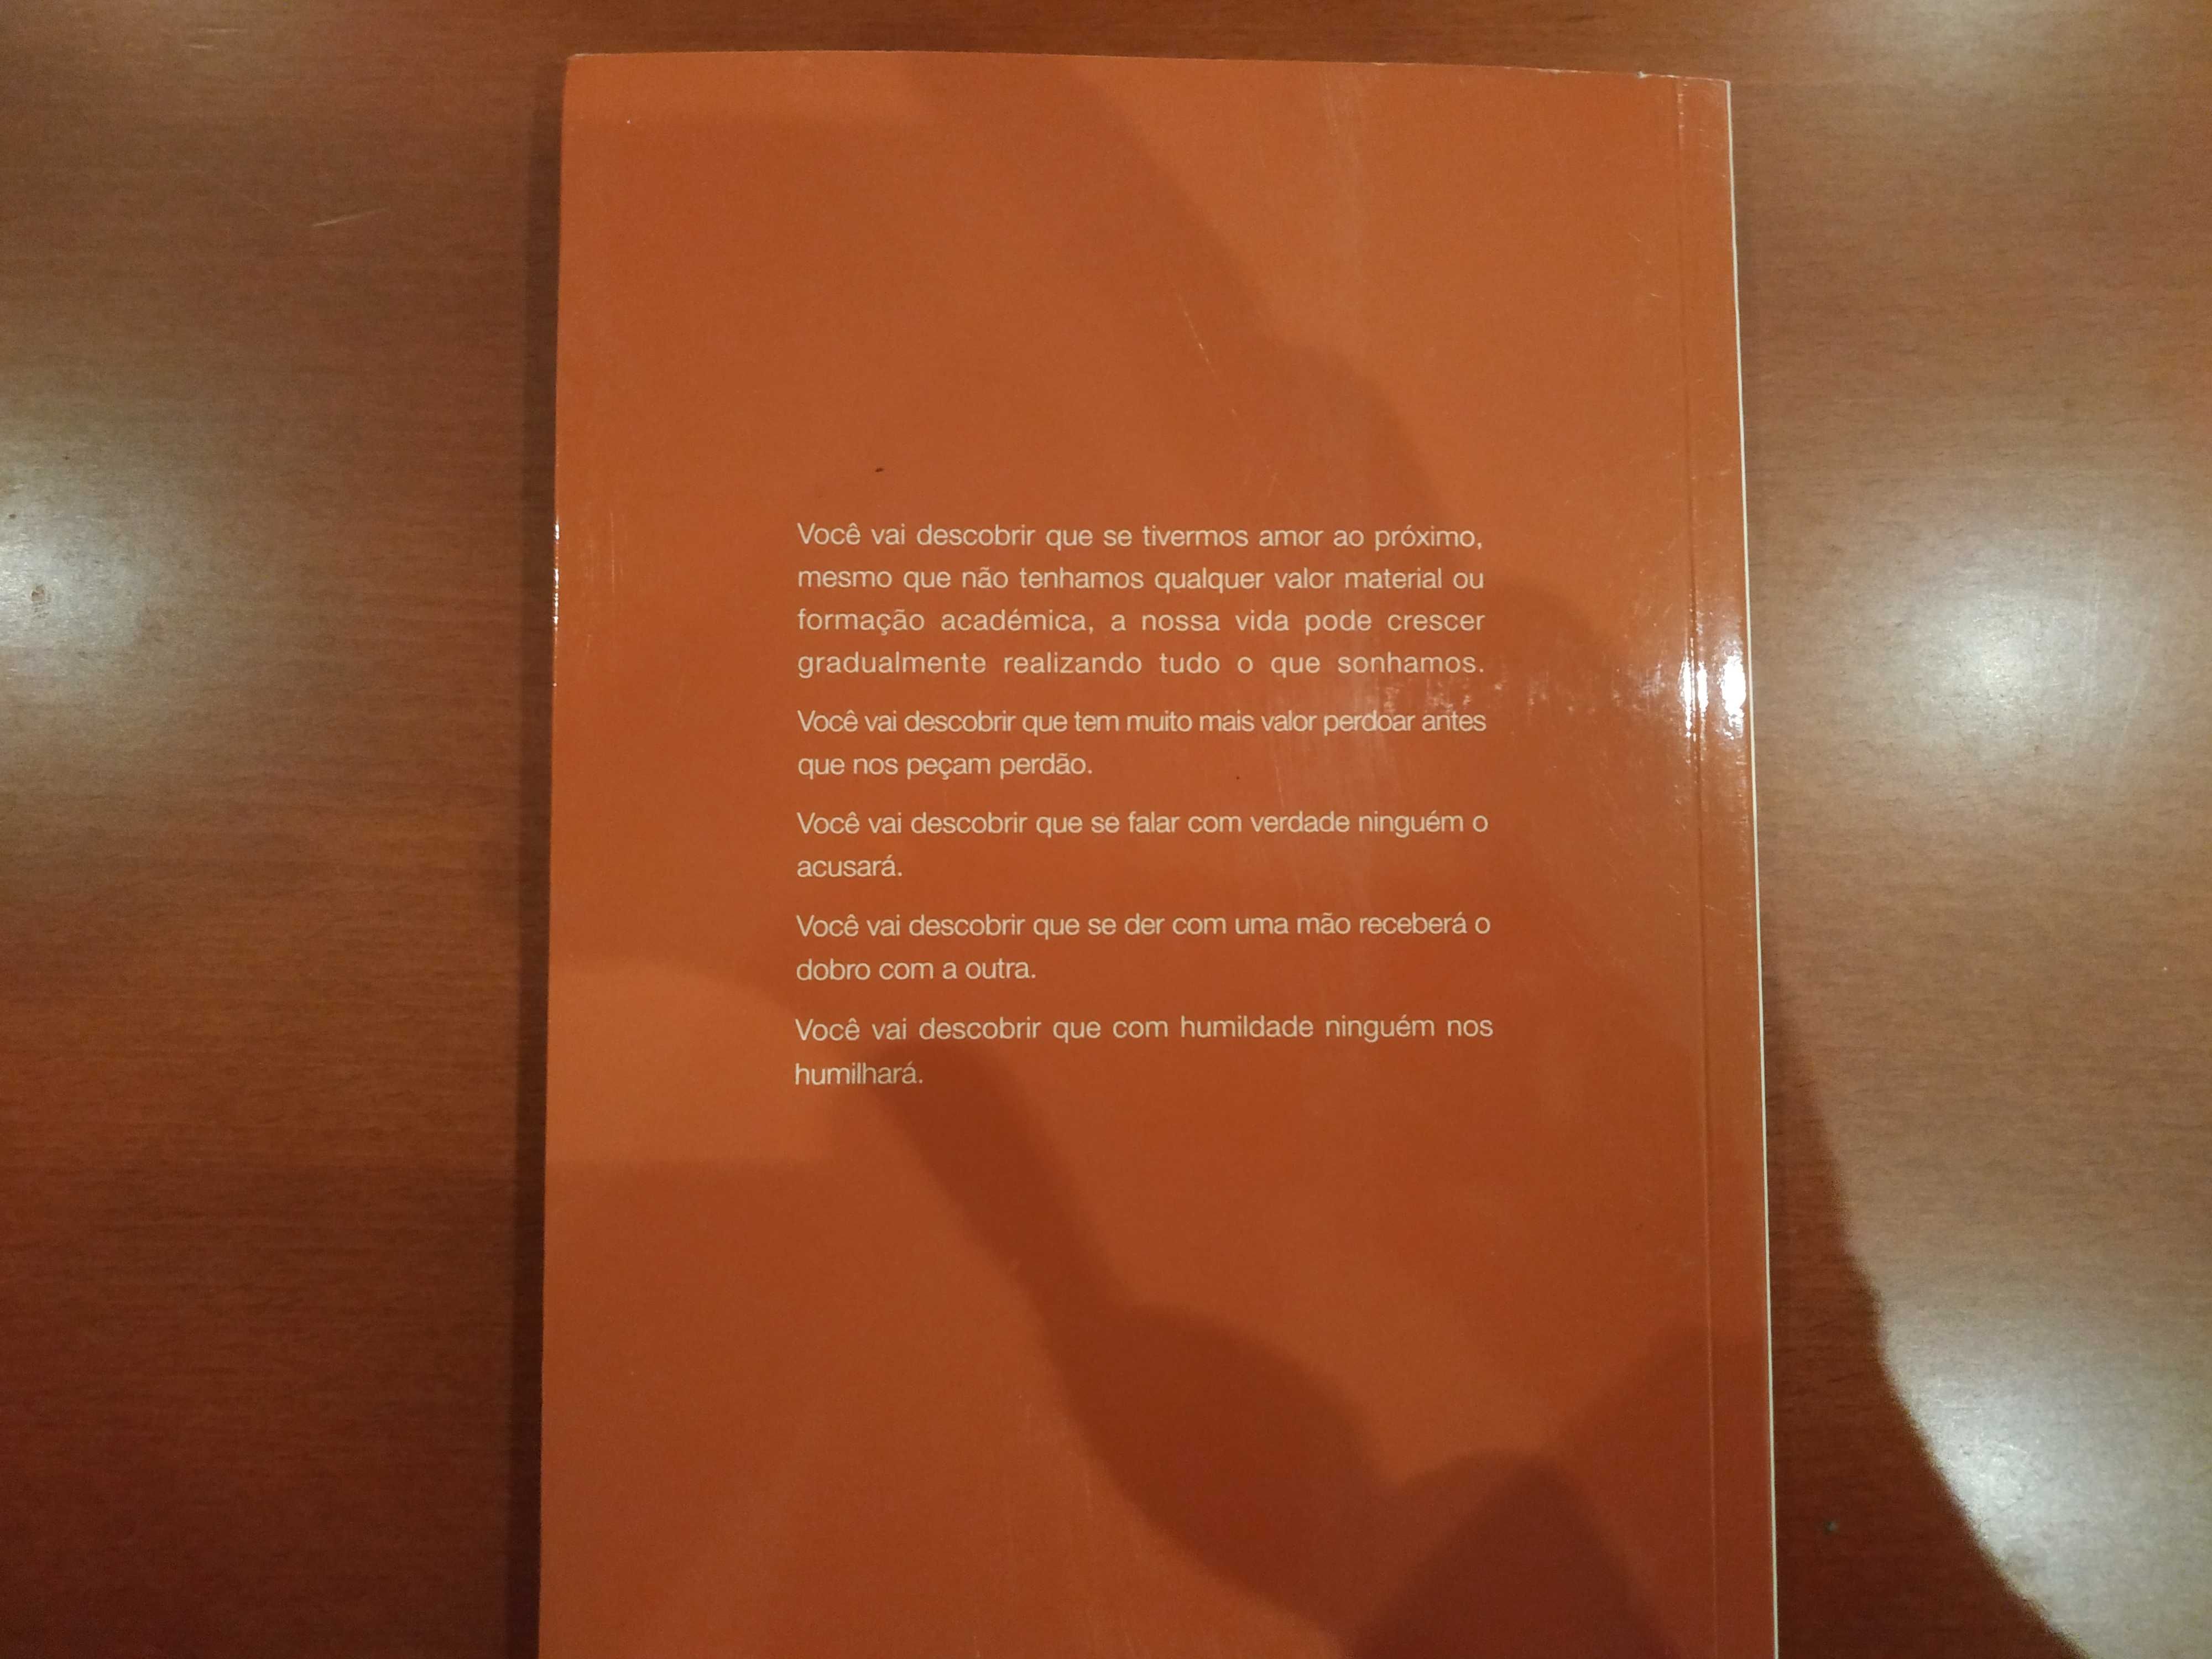 Você vai descobrir que se tivermos amor ao próximo,
mesmo que não tenhamos qualquer valor material ou
formação académica, a nossa vida pode crescer
gradualmente realizando tudo o que sonhamos.
Você vai descobrir que tem muito mais valor perdoar antes
que nos peçam perdão.
Você vai descobrir que se falar com verdade ninguém o
acusará.
Você vai descobrir que se der com uma mão receberá o
dobro com a outra.
Você vai descobrir que com humildade ninguém nos
humilhará.